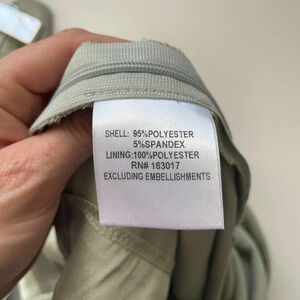 SHELL: 95%POLYESTER
5%SPANDEX
LINING:100%POLYESTER
RN# 163017
EXCLUDING EMBELLISHMENTS